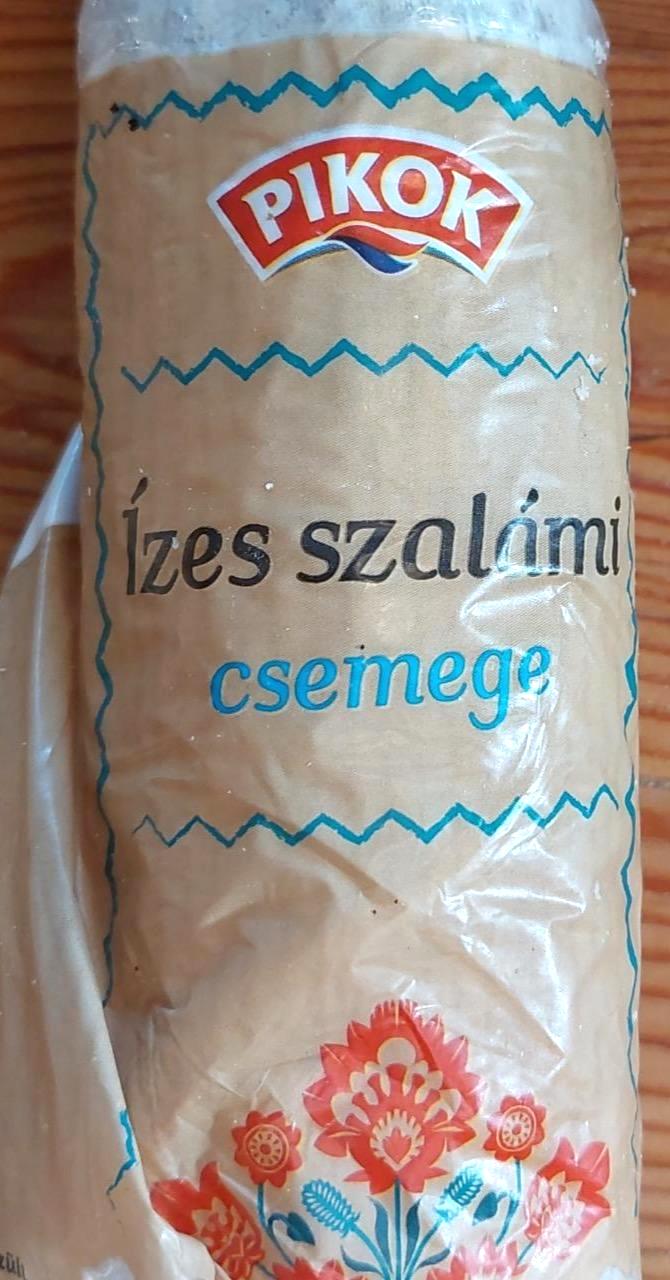 PIKOK
Ízes szalámi
csemege